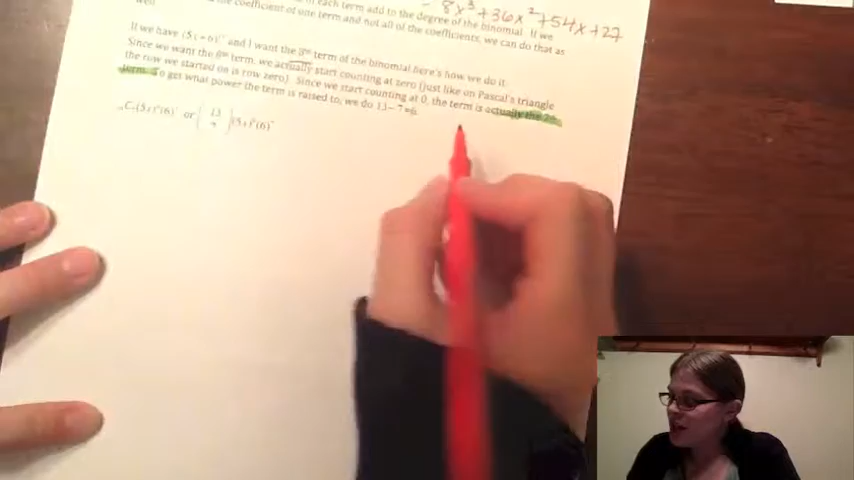 8x³+36x²+54x+27
of each term add to the degree of the binomial. If we
the coefficient of one term and not all of the coefficients, we can do that as
well
If we have (5x+6)¹³ and I want the 8th term of the binomial here's how we do it.
Since we want the 8th term, we actually start counting at zero (just like on Pascal's triangle
the row we started on is row zero) Since we start counting at 0, the term is actually the 7th
term. To get what power the term is raised to, we do 13-7=6.
or